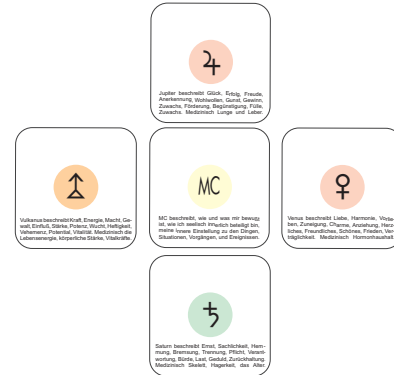 Jupiter beschreibt Glück, Erfolg, Freude,
Anerkennung, Wohlwollen, Gunst, Gewinn,
Zuwachs, Förderung, Begünstigung, Fülle,
Zuwachs. Medizinisch Lunge und Leber.
Vulkanus beschreibt Kraft, Energie, Macht, Ge-
walt, Einfluß, Stärke, Potenz, Wucht, Heftigkeit,
Vehemenz, Potential, Vitalität. Medizinisch die
Lebensenergie, körperliche Stärke, Vitalkräfte.
MC
MC beschreibt, wie und was mir bewußt
ist, wie ich seelisch innerlich beteiligt bin,
meine innere Einstellung zu den Dingen,
Situationen, Vorgängen, und Ereignissen.
Venus beschreibt Liebe, Harmonie, Verlie-
ben, Zuneigung, Charme, Anziehung, Herz-
liches, Freundliches, Schönes, Frieden, Ver-
träglichkeit. Medizinisch Hormonhaushalt
Saturn beschreibt Ernst, Sachlichkeit, Hem-
mung, Bremsung, Trennung, Pflicht, Verant-
wortung, Bürde, Last, Geduld, Zurückhaltung.
Medizinisch Skelett, Hagerkeit, das Alter.